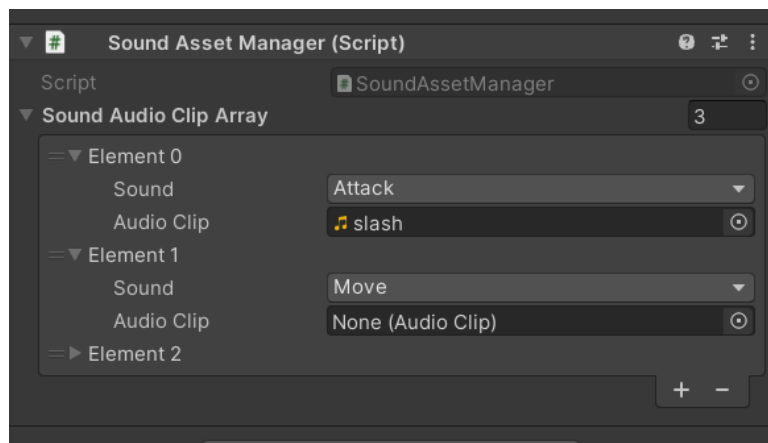 Sound Asset Manager (Script)
Script SoundAssetManager
Sound Audio Clip Array 3
Element 0
Sound Attack
Audio Clip slash
Element 1
Sound Move
Audio Clip None (Audio Clip)
Element 2
+ -